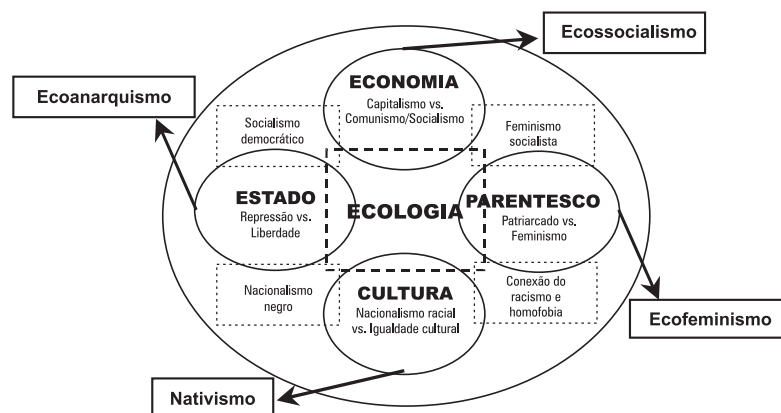 Ecossocialismo
ECONOMIA
Capitalismo vs.
Comunismo/Socialismo
Ecoanarquismo
Socialismo
democrático
Feminismo
socialista
ESTADO
Repressão vs.
Liberdade
ECOLOGIA
PARENTESCO
Patriarcado vs.
Feminismo
Nacionalismo
negro
CULTURA
Nacionalismo racial
vs. Igualdade cultural
Conexão do
racismo e
homofobia
Ecofeminismo
Nativismo